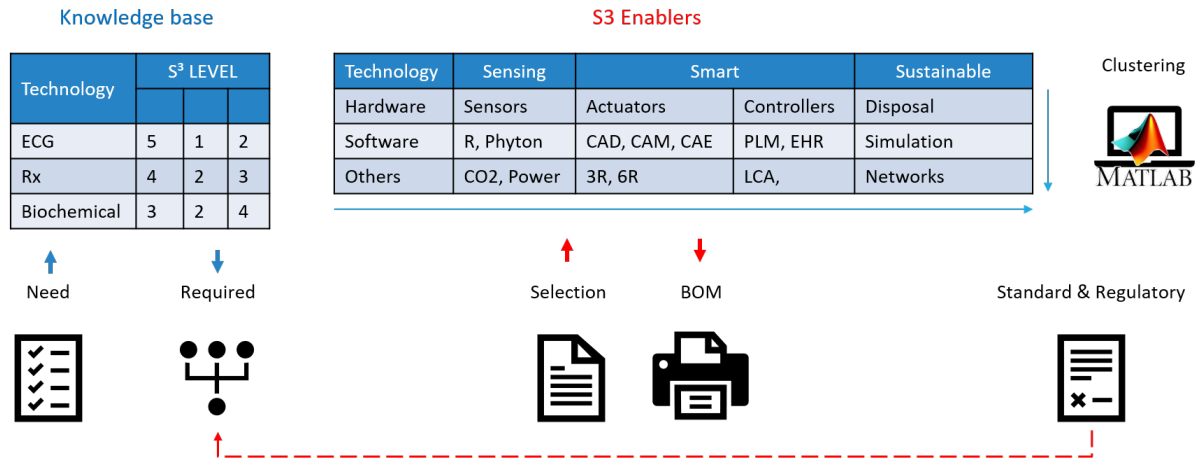 Knowledge base
S3 Enablers
Technology S³ LEVEL
ECG 5 1 2
Rx 4 2 3
Biochemical 3 2 4
Technology Sensing Smart Sustainable
Hardware Sensors Actuators Controllers Disposal
Software R, Phyton CAD, CAM, CAE PLM, EHR Simulation
Others CO2, Power 3R, 6R LCA, Networks
Clustering
MATLAB
Need
Required
Selection
BOM
Standard & Regulatory